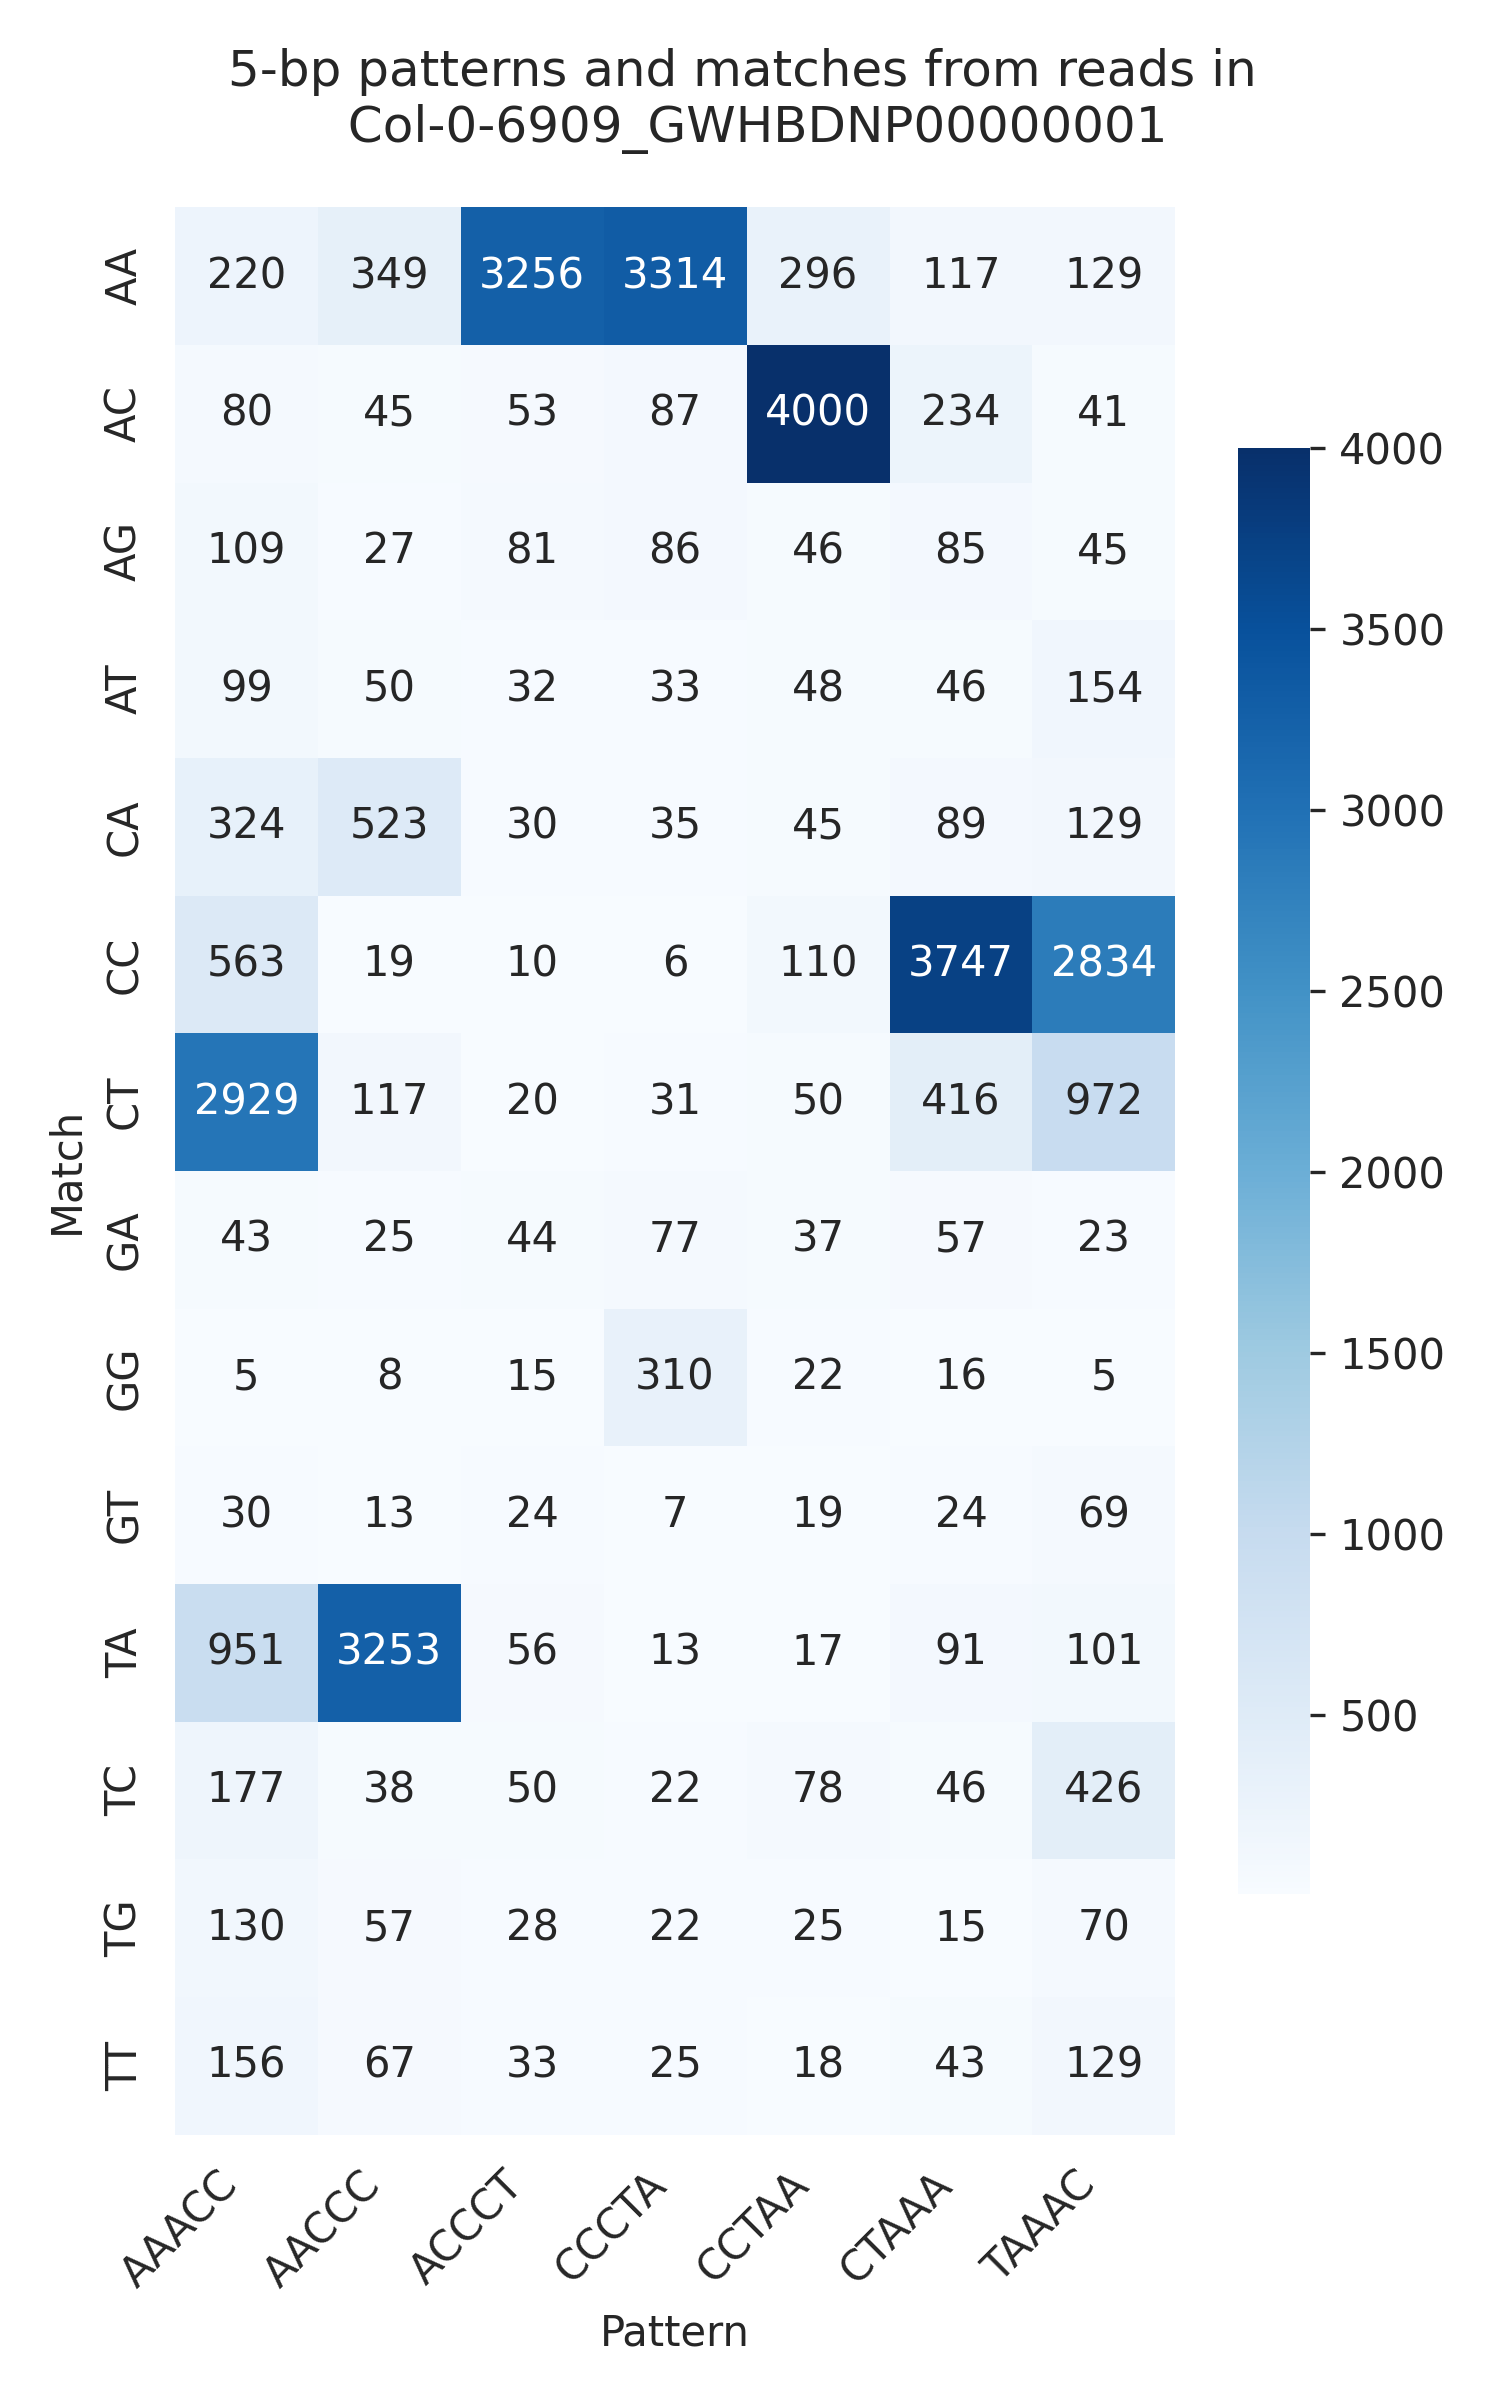 5-bp patterns and matches from reads in
Col-0-6909_GWHBDNP00000001
AA 220 349 3256 3314 296 117 129
AC 80 45 53 87 4000 234 41
AG 109 27 81 86 46 85 45
AT 99 50 32 33 48 46 154
CA 324 523 30 35 45 89 129
CC 563 19 10 6 110 3747 2834
CT 2929 117 20 31 50 416 972
GA 43 25 44 77 37 57 23
GG 5 8 15 310 22 16 5
GT 30 13 24 7 19 24 69
TA 951 3253 56 13 17 91 101
TC 177 38 50 22 78 46 426
TG 130 57 28 22 25 15 70
TT 156 67 33 25 18 43 129
Match
AAACC AACCC ACCCT CCCTA CCTAA CTAAA TAAAC
Pattern
4000
3500
3000
2500
2000
1500
1000
500